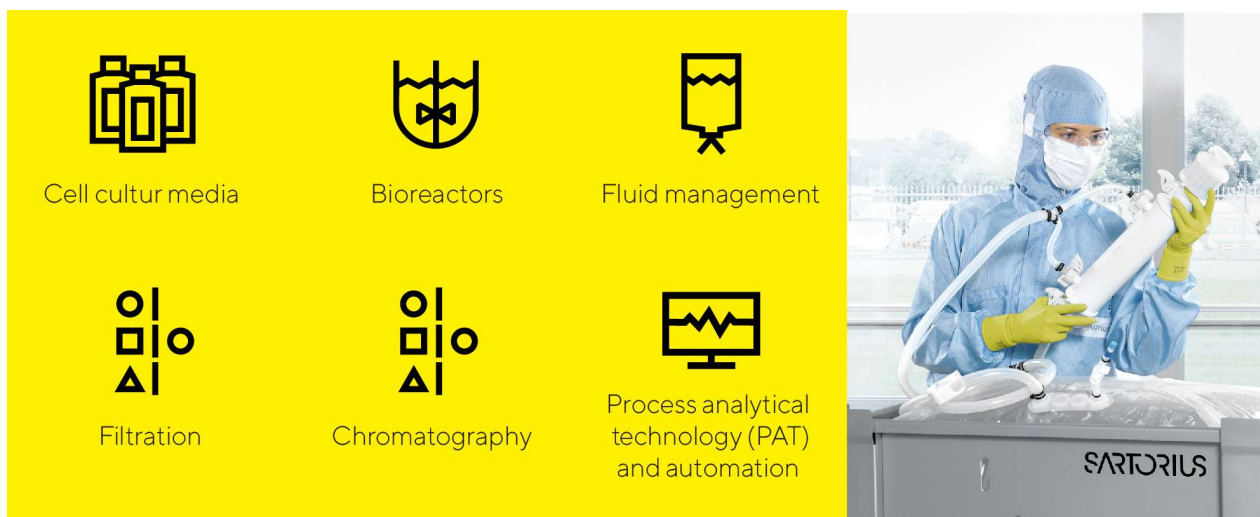 Cell cultur media
Bioreactors
Fluid management
Filtration
Chromatography
Process analytical
technology (PAT)
and automation
SARTORIUS